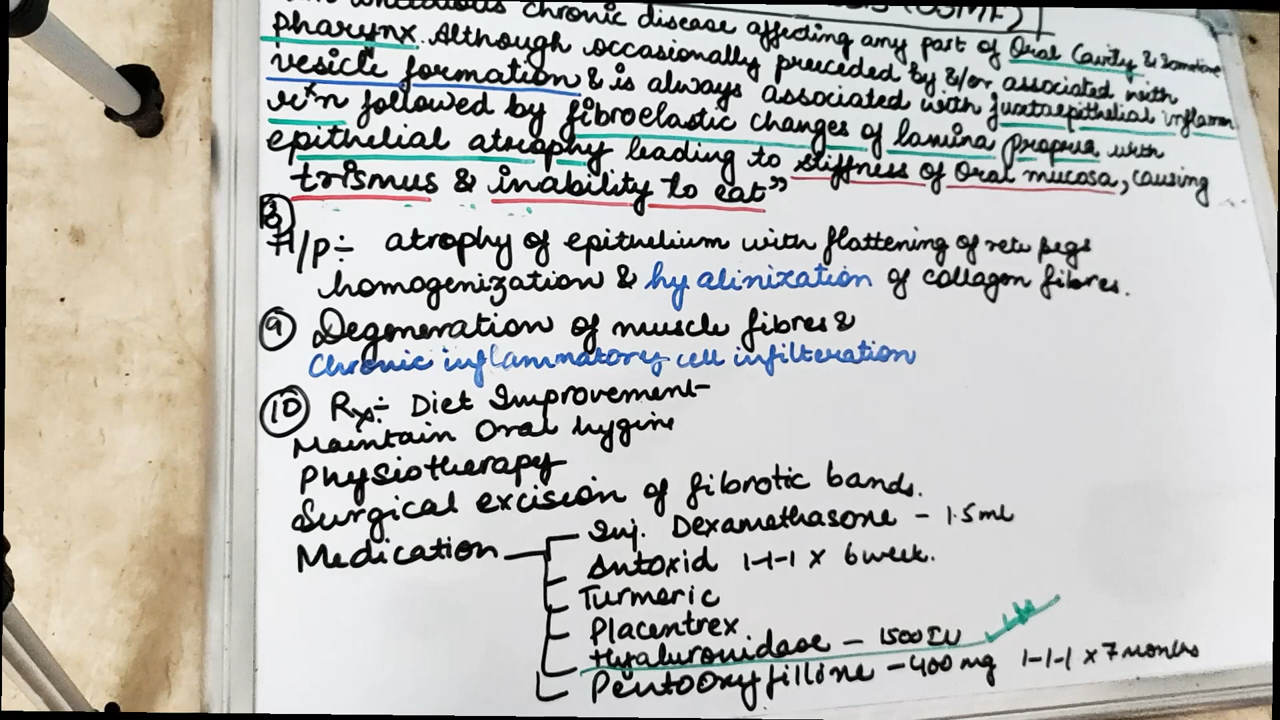 chronic disease affecting any part of Oral Cavity & Sometime
pharynx. Although occasionally preceded by &/or associated with
vesicle formation & is always associated with juxtaepithelial inflamm
rxn followed by fibroelastic changes of lamina propria with
epithelial atrophy leading to stiffness of Oral mucosa, causing
trismus & inability to eat"
H/p:- atrophy of epithelium with flattening of rete pegs
homogenization & hyalinization of collagen fibres.
9 Degeneration of muscle fibres &
Chronic inflammatory cell infilteration
10 Rx:- Diet Improvement
Maintain Oral hygine
Physiotherapy
Surgical excision of fibrotic bands.
Medication
Inj. Dexamethasone - 1.5ml
Antoxid 1-1-1 x 6 week.
Turmeric
Placentrex
Hyaluronidase - 1500 IU
Pentooxyfilline - 400 mg 1-1-1 x 7 months